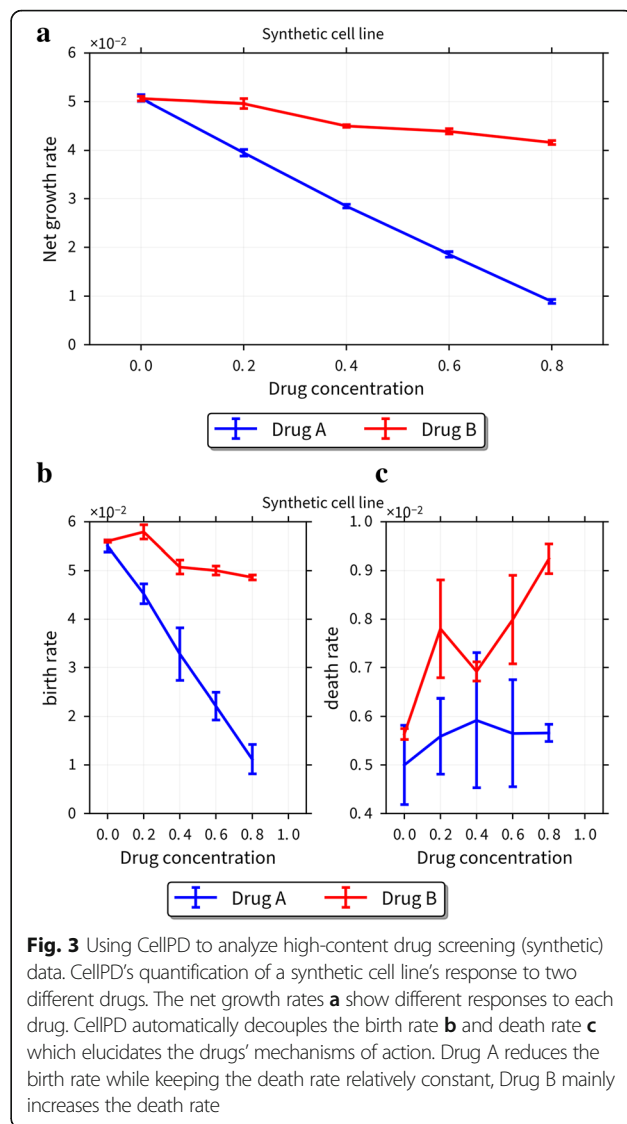 a
×10⁻²
Synthetic cell line
6
5
4
3
2
1
0
Net growth rate
0. 0 0. 2 0. 4 0. 6 0. 8
Drug concentration
Drug A Drug B
b c
×10⁻² Synthetic cell line ×10⁻²
6
5
4
3
2
1
0
birth rate
0. 0 0. 2 0. 4 0. 6 0. 8 1. 0
Drug concentration
1. 0
0. 9
0. 8
0. 7
0. 6
0. 5
0. 4
death rate
0. 0 0. 2 0. 4 0. 6 0. 8 1. 0
Drug concentration
Drug A Drug B
Fig. 3 Using CellPD to analyze high-content drug screening (synthetic)
data. CellPD's quantification of a synthetic cell line's response to two
different drugs. The net growth rates a show different responses to each
drug. CellPD automatically decouples the birth rate b and death rate c
which elucidates the drugs' mechanisms of action. Drug A reduces the
birth rate while keeping the death rate relatively constant, Drug B mainly
increases the death rate